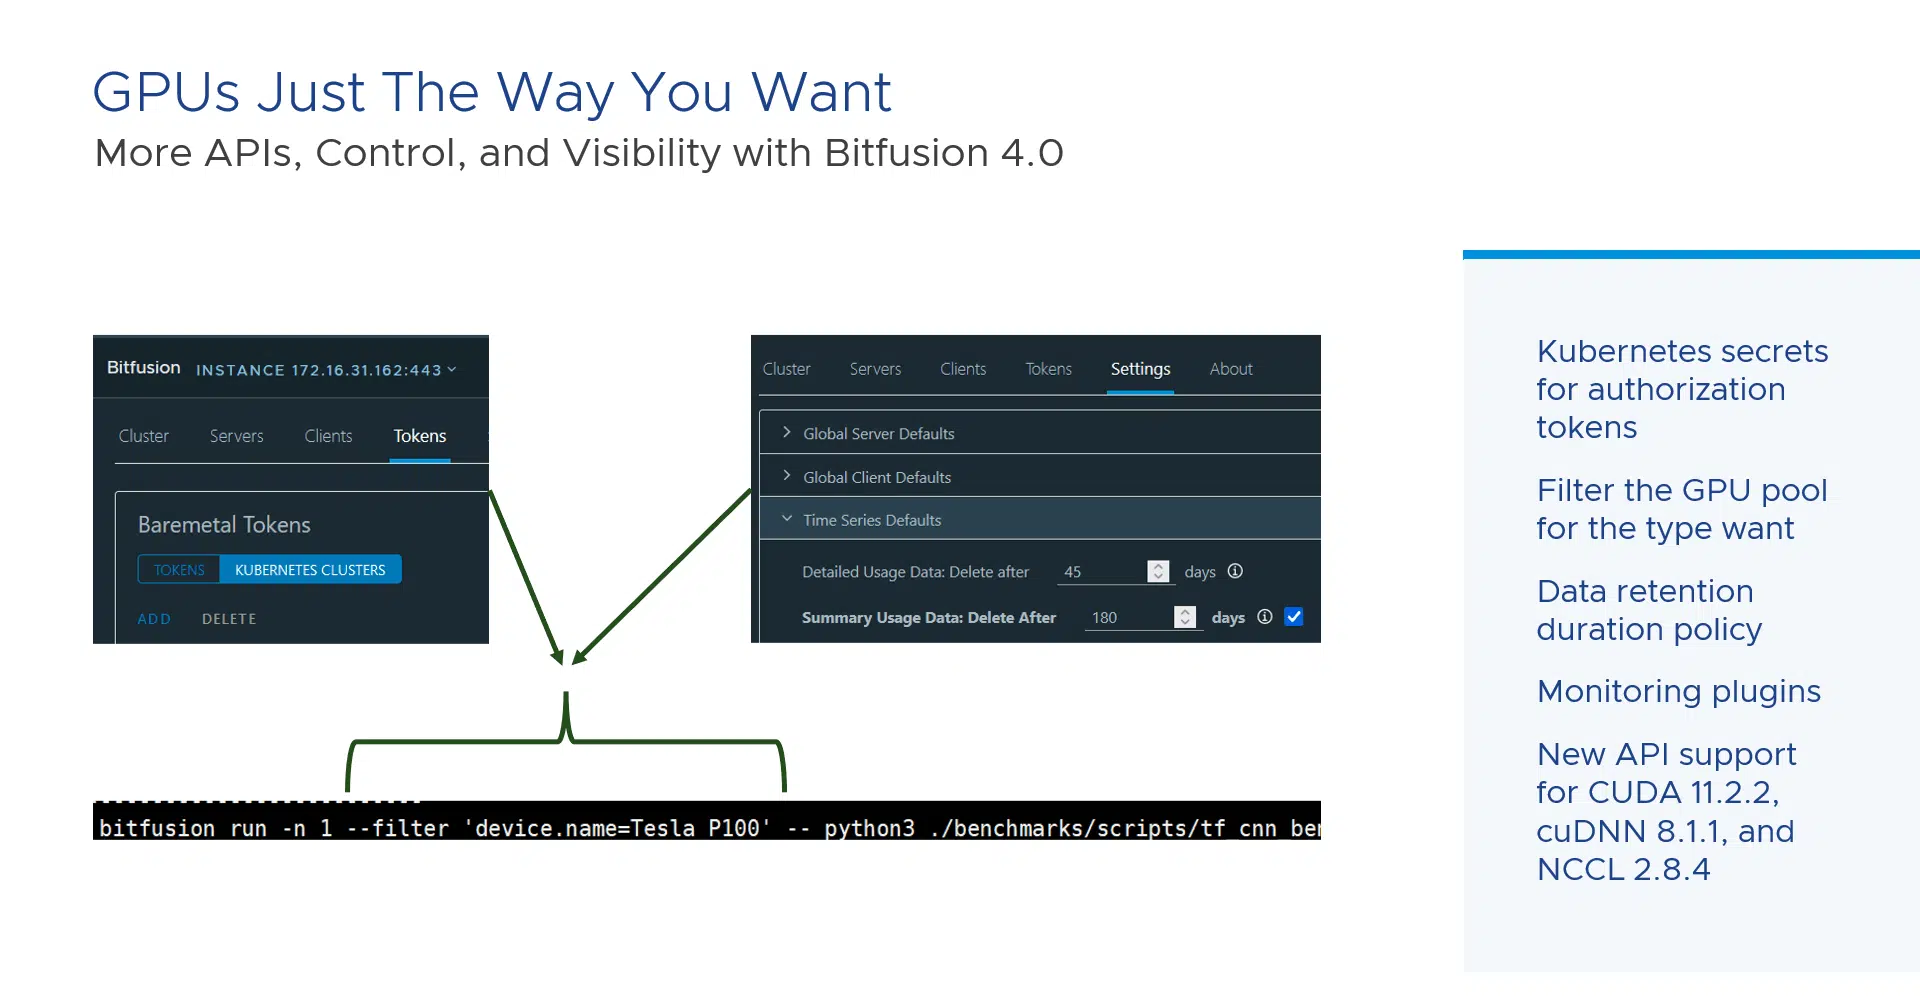 GPUs Just The Way You Want
More APIs, Control, and Visibility with Bitfusion 4.0
Bitfusion INSTANCE 172.16.31.162:443
Cluster Servers Clients Tokens
Baremetal Tokens
TOKENS KUBERNETES CLUSTERS
ADD DELETE
Cluster Servers Clients Tokens Settings About
Global Server Defaults
Global Client Defaults
Time Series Defaults
Detailed Usage Data: Delete after 45 days
Summary Usage Data: Delete After 180 days
bitfusion run -n 1 --filter 'device.name=Tesla P100' -- python3 ./benchmarks/scripts/tf_cnn_ben
Kubernetes secrets
for authorization
tokens
Filter the GPU pool
for the type want
Data retention
duration policy
Monitoring plugins
New API support
for CUDA 11.2.2,
cuDNN 8.1.1, and
NCCL 2.8.4